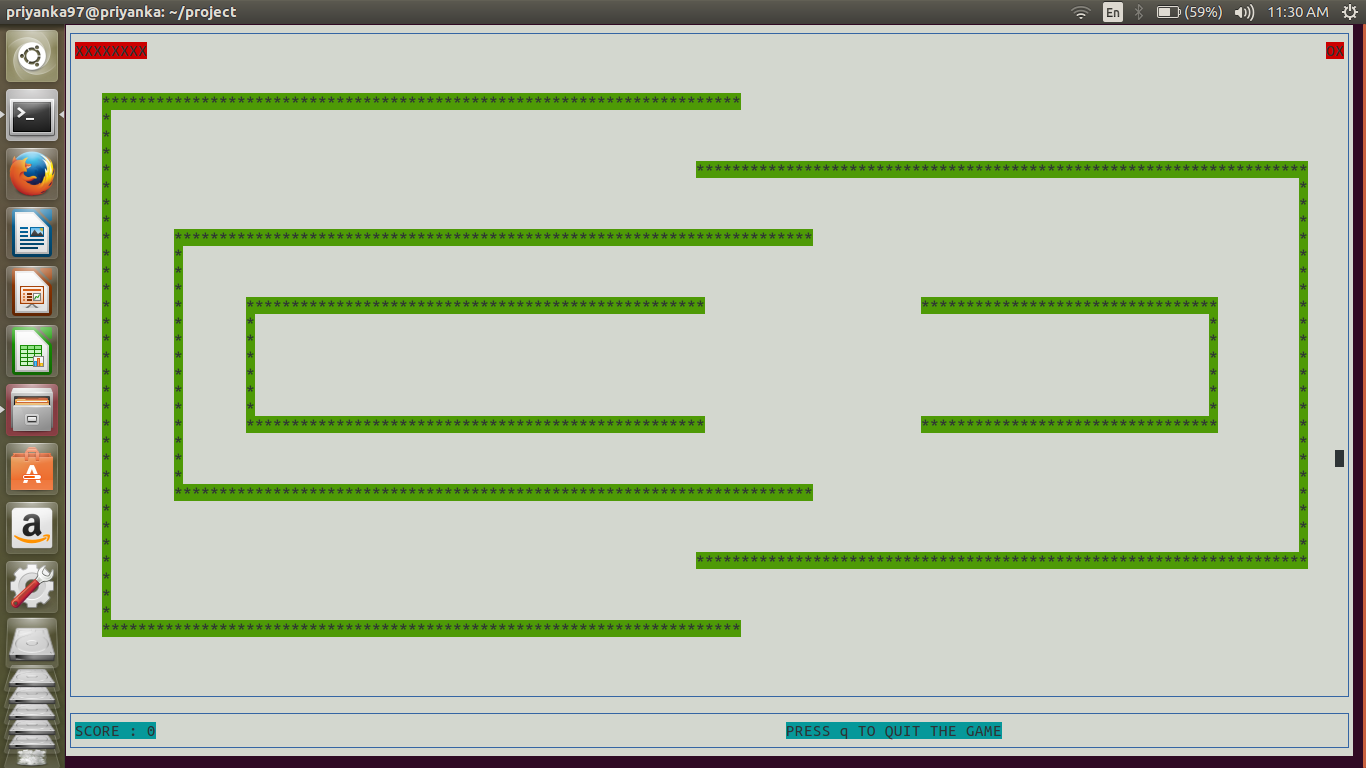 priyanka97@priyanka: ~/project En (59%) 11:30 AM
XXXXXXXX OX
SCORE : 0 PRESS q TO QUIT THE GAME